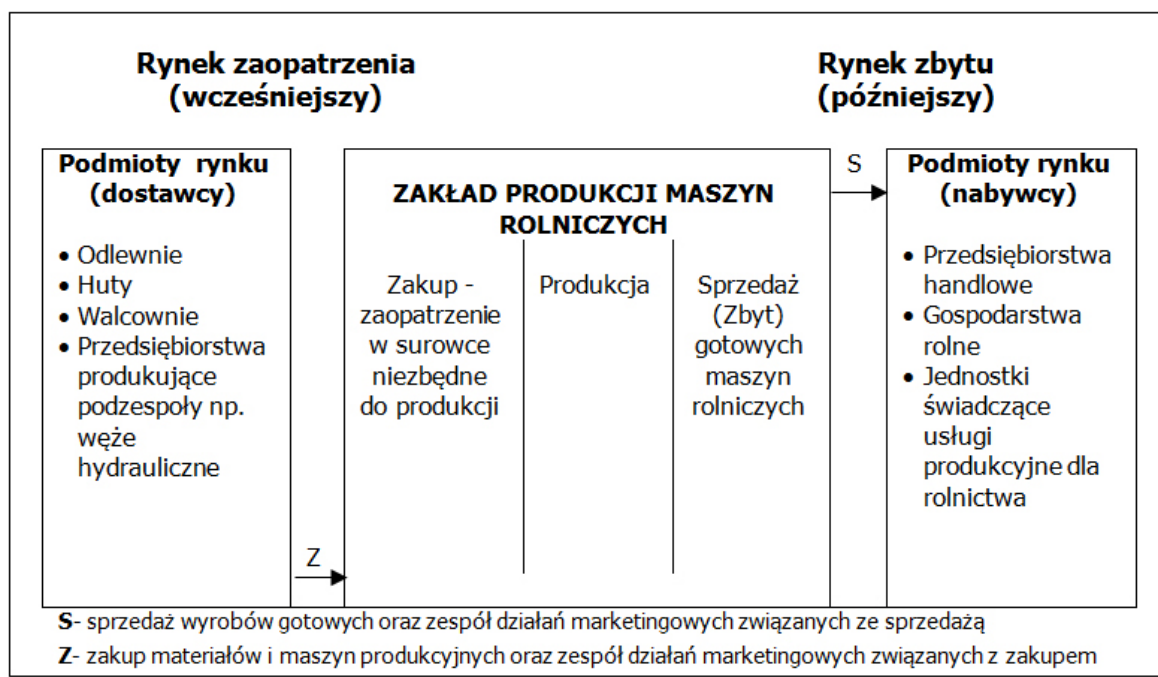 Rynek zaopatrzenia
(wcześniejszy)
Rynek zbytu
(późniejszy)
Podmioty rynku
(dostawcy)
• Odlewnie
• Huty
• Walcownie
• Przedsiębiorstwa
produkujące
podzespoły np.
węże
hydrauliczne
Z
ZAKŁAD PRODUKCJI MASZYN
ROLNICZYCH
Zakup -
zaopatrzenie
w surowce
niezbędne
do produkcji
Produkcja
Sprzedaż
(Zbyt)
gotowych
maszyn
rolniczych
S
Podmioty rynku
(nabywcy)
• Przedsiębiorstwa
handlowe
• Gospodarstwa
rolne
• Jednostki
świadczące
usługi
produkcyjne dla
rolnictwa
S- sprzedaż wyrobów gotowych oraz zespół działań marketingowych związanych ze sprzedażą
Z- zakup materiałów i maszyn produkcyjnych oraz zespół działań marketingowych związanych z zakupem